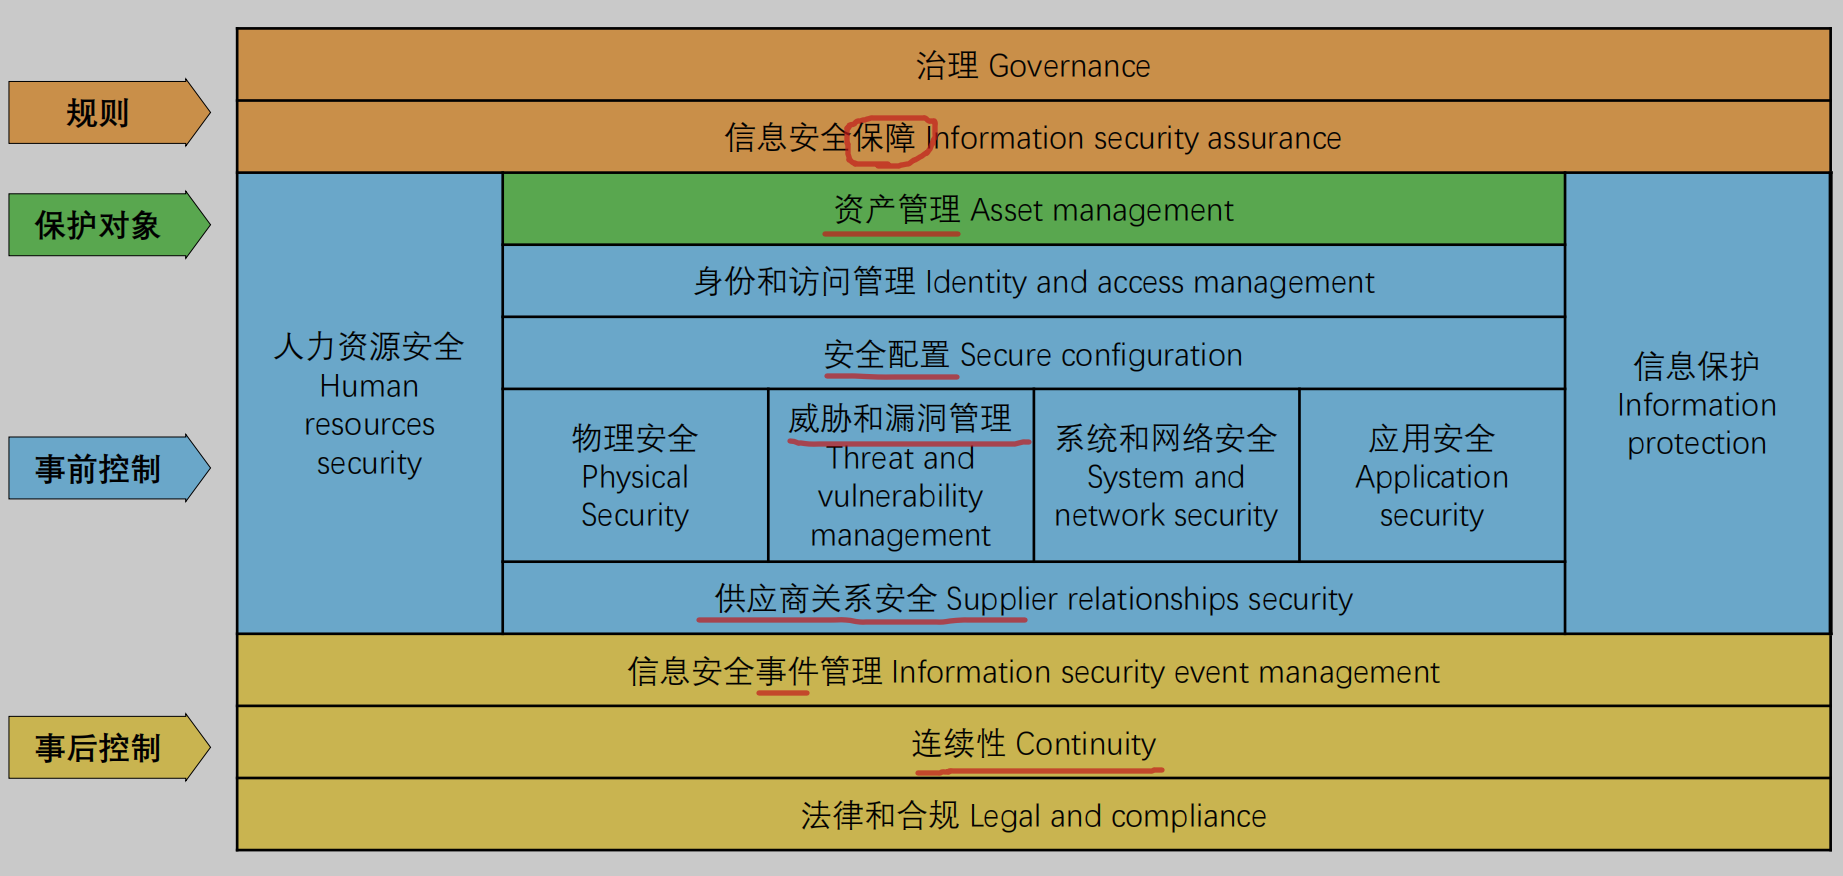 治理 Governance
规则
信息安全保障 Information security assurance
保护对象
资产管理 Asset management
身份和访问管理 Identity and access management
安全配置 Secure configuration
人力资源安全
Human
resources
security
物理安全
Physical
Security
威胁和漏洞管理
Threat and
vulnerability
management
系统和网络安全
System and
network security
应用安全
Application
security
信息保护
Information
protection
事前控制
供应商关系安全 Supplier relationships security
信息安全事件管理 Information security event management
事后控制
连续性 Continuity
法律和合规 Legal and compliance